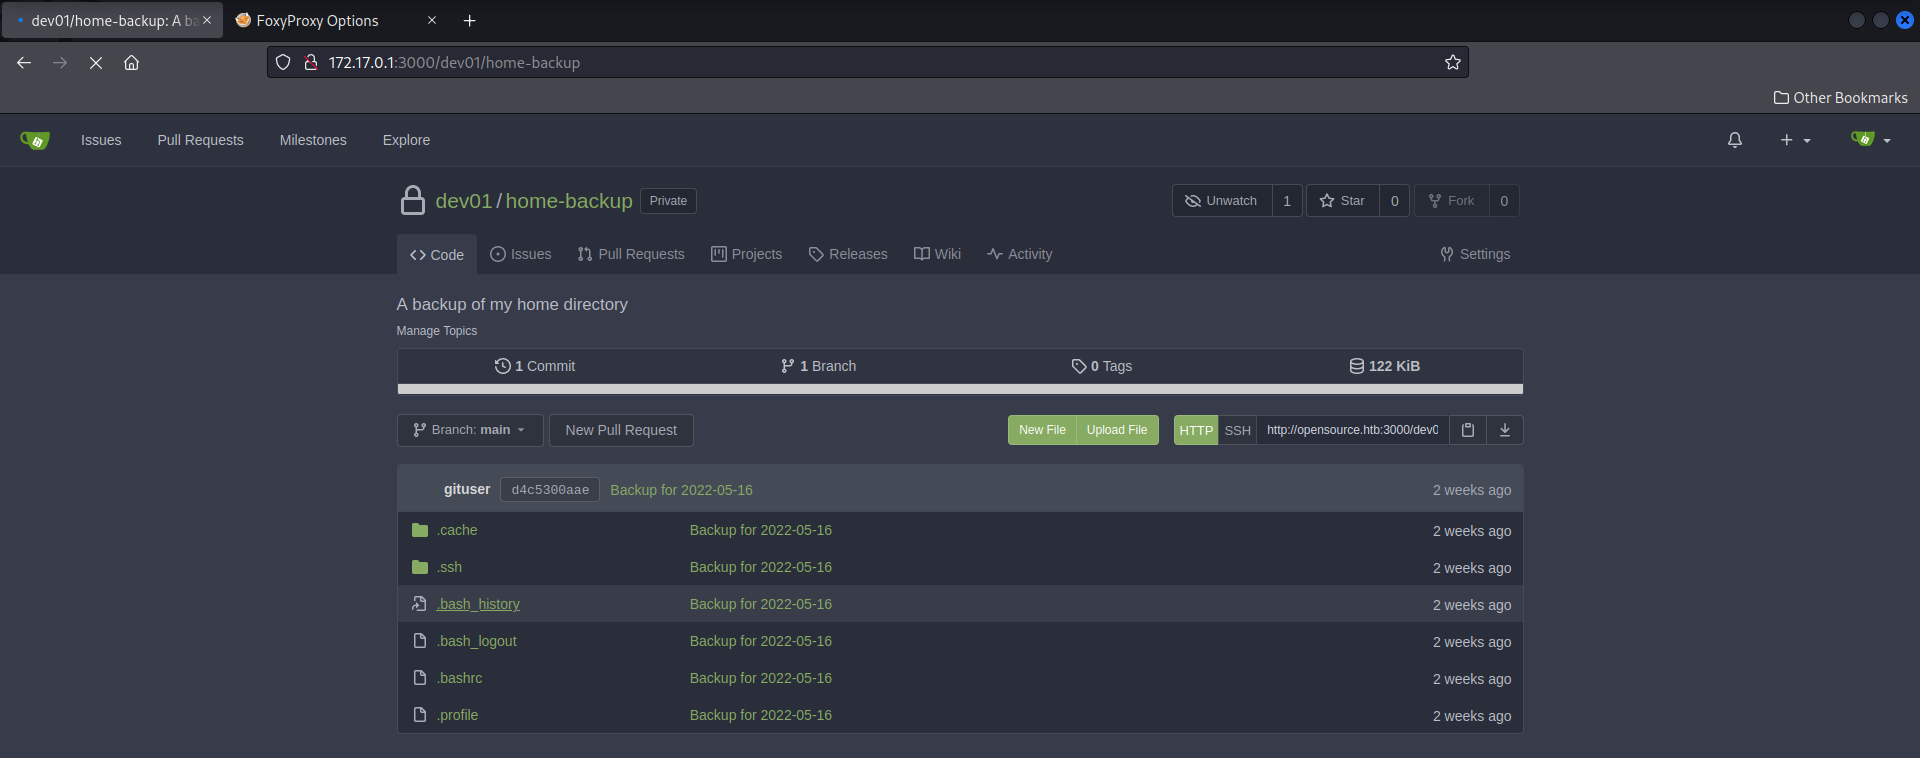 dev01/home-backup: A ba
FoxyProxy Options
172.17.0.1:3000/dev01/home-backup
Other Bookmarks
Issues Pull Requests Milestones Explore
dev01/home-backup Private Unwatch 1 Star 0 Fork 0
Code Issues Pull Requests Projects Releases Wiki Activity Settings
A backup of my home directory
Manage Topics
1 Commit 1 Branch 0 Tags 122 KiB
Branch: main New Pull Request New File Upload File HTTP SSH http://opensource.htb:3000/dev0
gituser d4c5300aae Backup for 2022-05-16 2 weeks ago
.cache Backup for 2022-05-16 2 weeks ago
.ssh Backup for 2022-05-16 2 weeks ago
.bash_history Backup for 2022-05-16 2 weeks ago
.bash_logout Backup for 2022-05-16 2 weeks ago
.bashrc Backup for 2022-05-16 2 weeks ago
.profile Backup for 2022-05-16 2 weeks ago